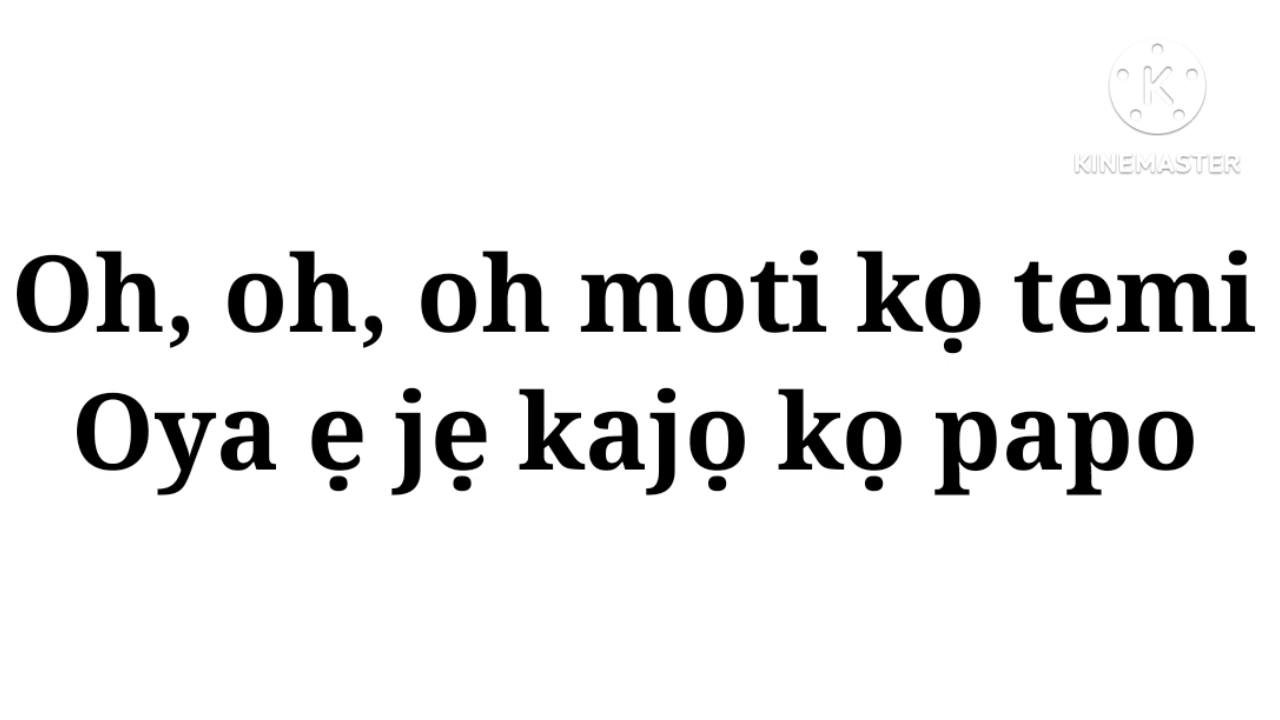 KINEMASTER
Oh, oh, oh moti kọ temi
Oya ẹ jẹ kajọ kọ papo